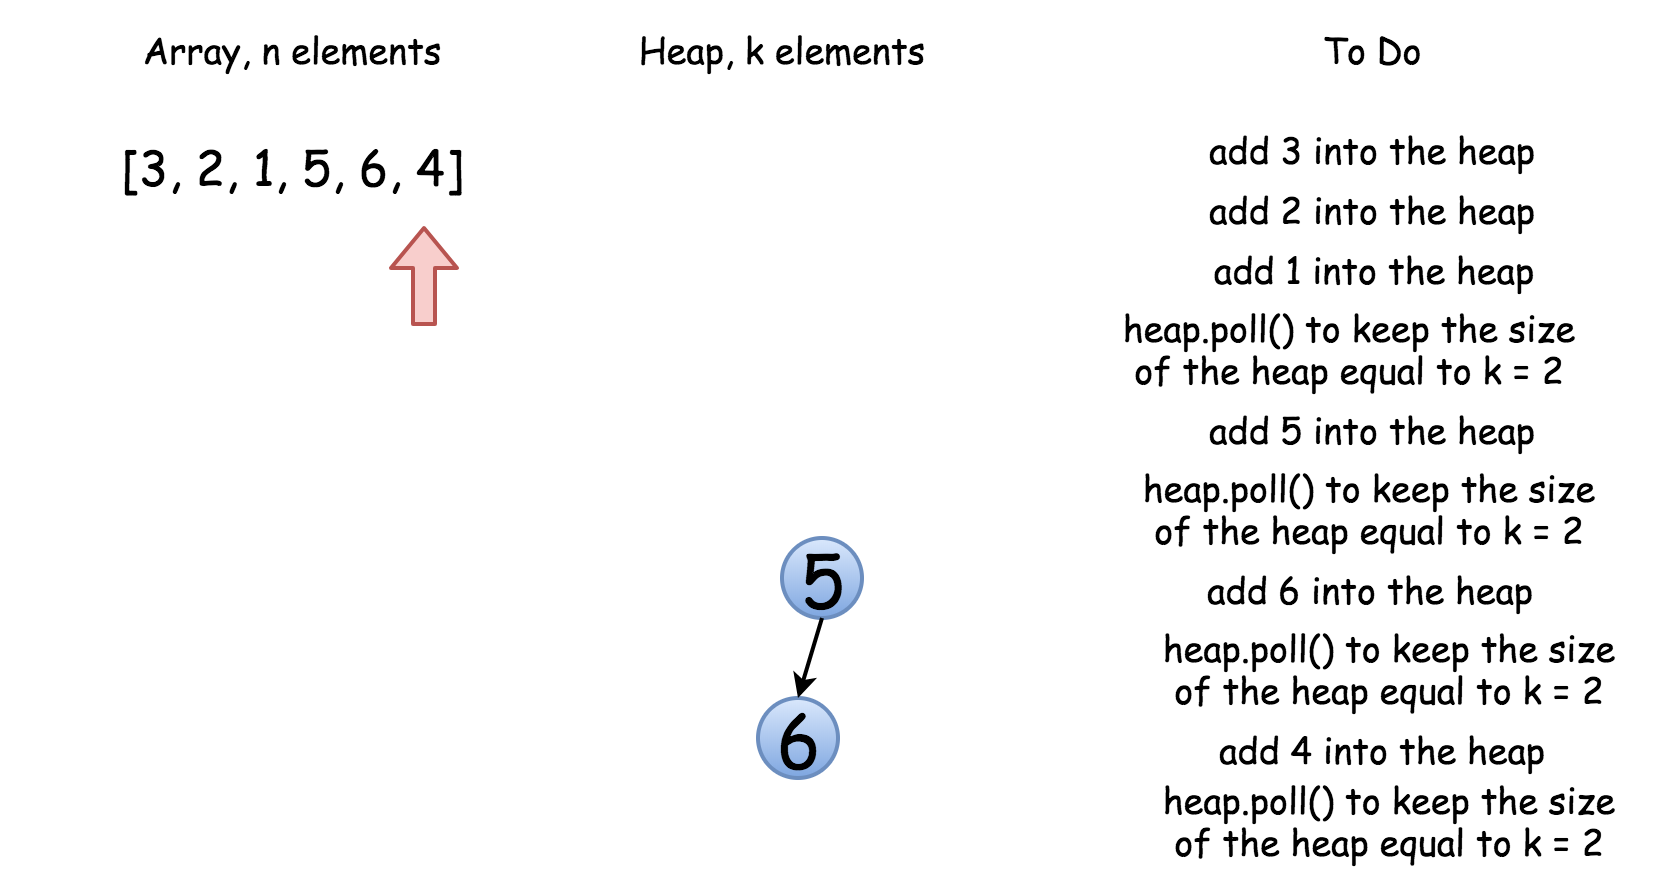 Array, n elements
Heap, k elements
To Do
[3, 2, 1, 5, 6, 4]
add 3 into the heap
add 2 into the heap
add 1 into the heap
heap.poll() to keep the size
of the heap equal to k = 2
add 5 into the heap
heap.poll() to keep the size
of the heap equal to k = 2
5
add 6 into the heap
heap.poll() to keep the size
of the heap equal to k = 2
6
add 4 into the heap
heap.poll() to keep the size
of the heap equal to k = 2